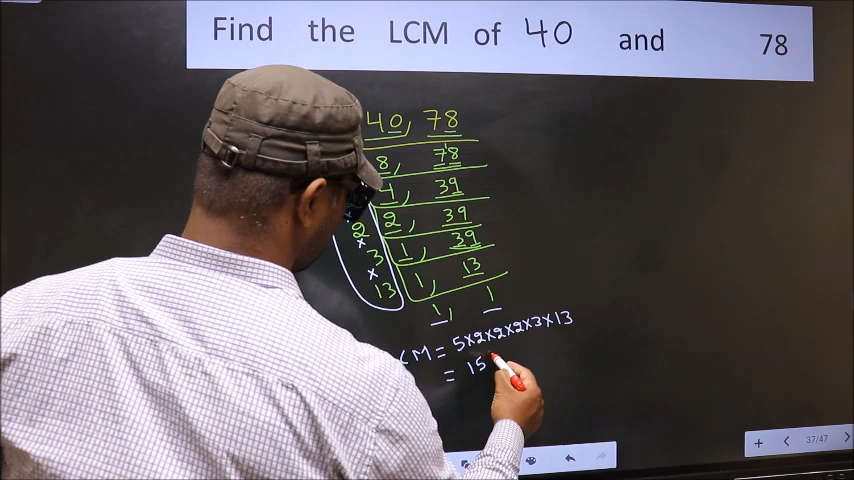 Find the LCM of 40 and 78
40, 78
8, 78
4, 39
2 2, 39
3 1, 39
13 1, 13
1, 1
CM = 5×2×2×2×3×13
= 15
37/47